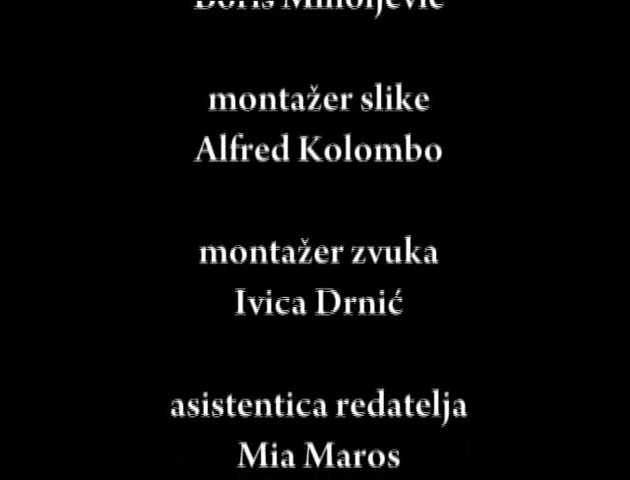 montažer slike
Alfred Kolombo
montažer zvuka
Ivica Drnić
asistentica redatelja
Mia Maros